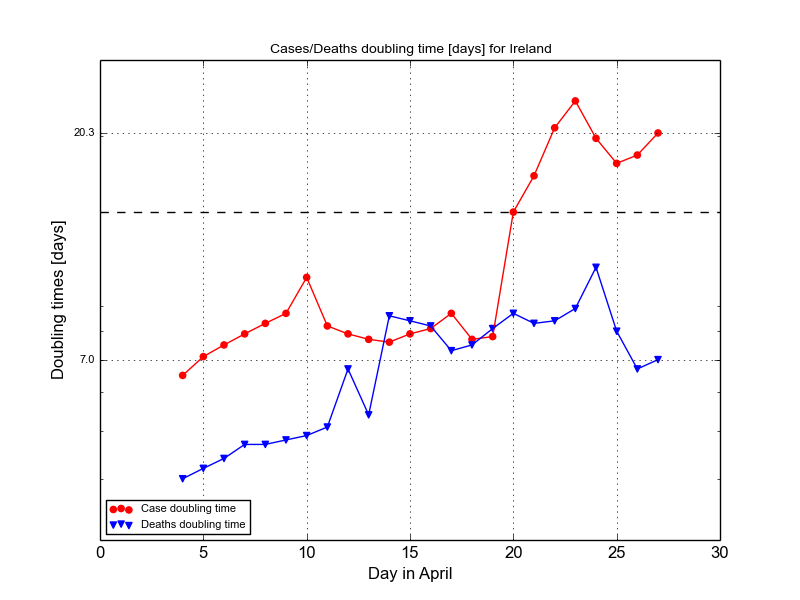 Cases/Deaths doubling time [days] for Ireland
20.3
Doubling times [days]
7.0
Case doubling time
Deaths doubling time
0 5 10 15 20 25 30
Day in April